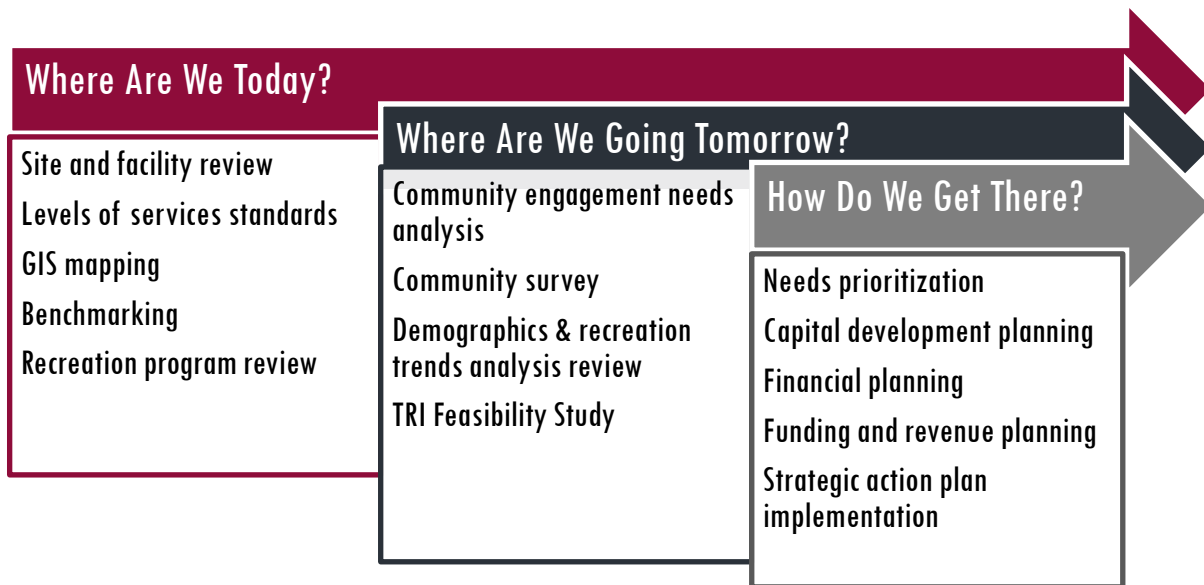 Where Are We Today?
Site and facility review
Levels of services standards
GIS mapping
Benchmarking
Recreation program review
Where Are We Going Tomorrow?
Community engagement needs
analysis
Community survey
Demographics & recreation
trends analysis review
TRI Feasibility Study
How Do We Get There?
Needs prioritization
Capital development planning
Financial planning
Funding and revenue planning
Strategic action plan
implementation